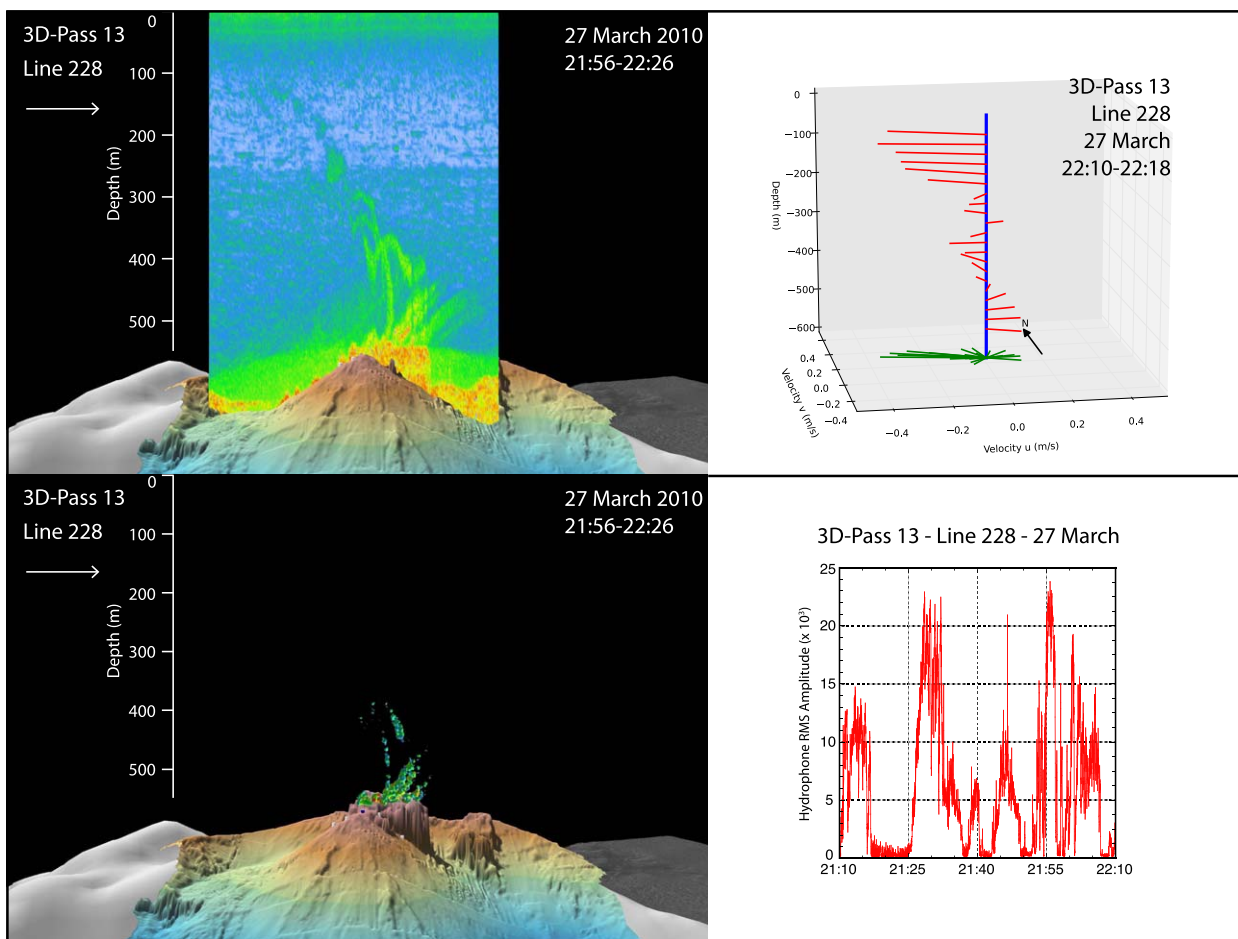 3D-Pass 13
Line 228
27 March 2010
21:56-22:26
Depth (m)
0
100
200
300
400
500
3D-Pass 13
Line 228
27 March
22:10-22:18
Depth (m)
0
−100
−200
−300
−400
−500
−600
N
0.4
0.2
0.0
−0.2
−0.4
Velocity v (m/s)
−0.4
−0.2
0.0
0.2
0.4
Velocity u (m/s)
3D-Pass 13
Line 228
27 March 2010
21:56-22:26
Depth (m)
0
100
200
300
400
500
3D-Pass 13 - Line 228 - 27 March
Hydrophone RMS Amplitude (x 10³)
25
20
15
10
5
0
21:10 21:25 21:40 21:55 22:10